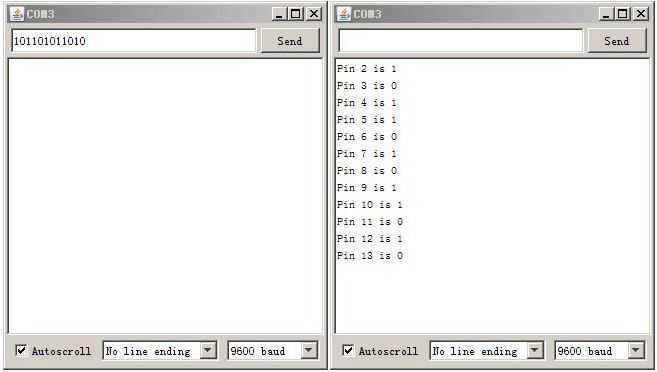 COM3
101101011010 Send
Autoscroll No line ending 9600 baud
COM3
Send
Pin 2 is 1
Pin 3 is 0
Pin 4 is 1
Pin 5 is 1
Pin 6 is 0
Pin 7 is 1
Pin 8 is 0
Pin 9 is 1
Pin 10 is 1
Pin 11 is 0
Pin 12 is 1
Pin 13 is 0
Autoscroll No line ending 9600 baud